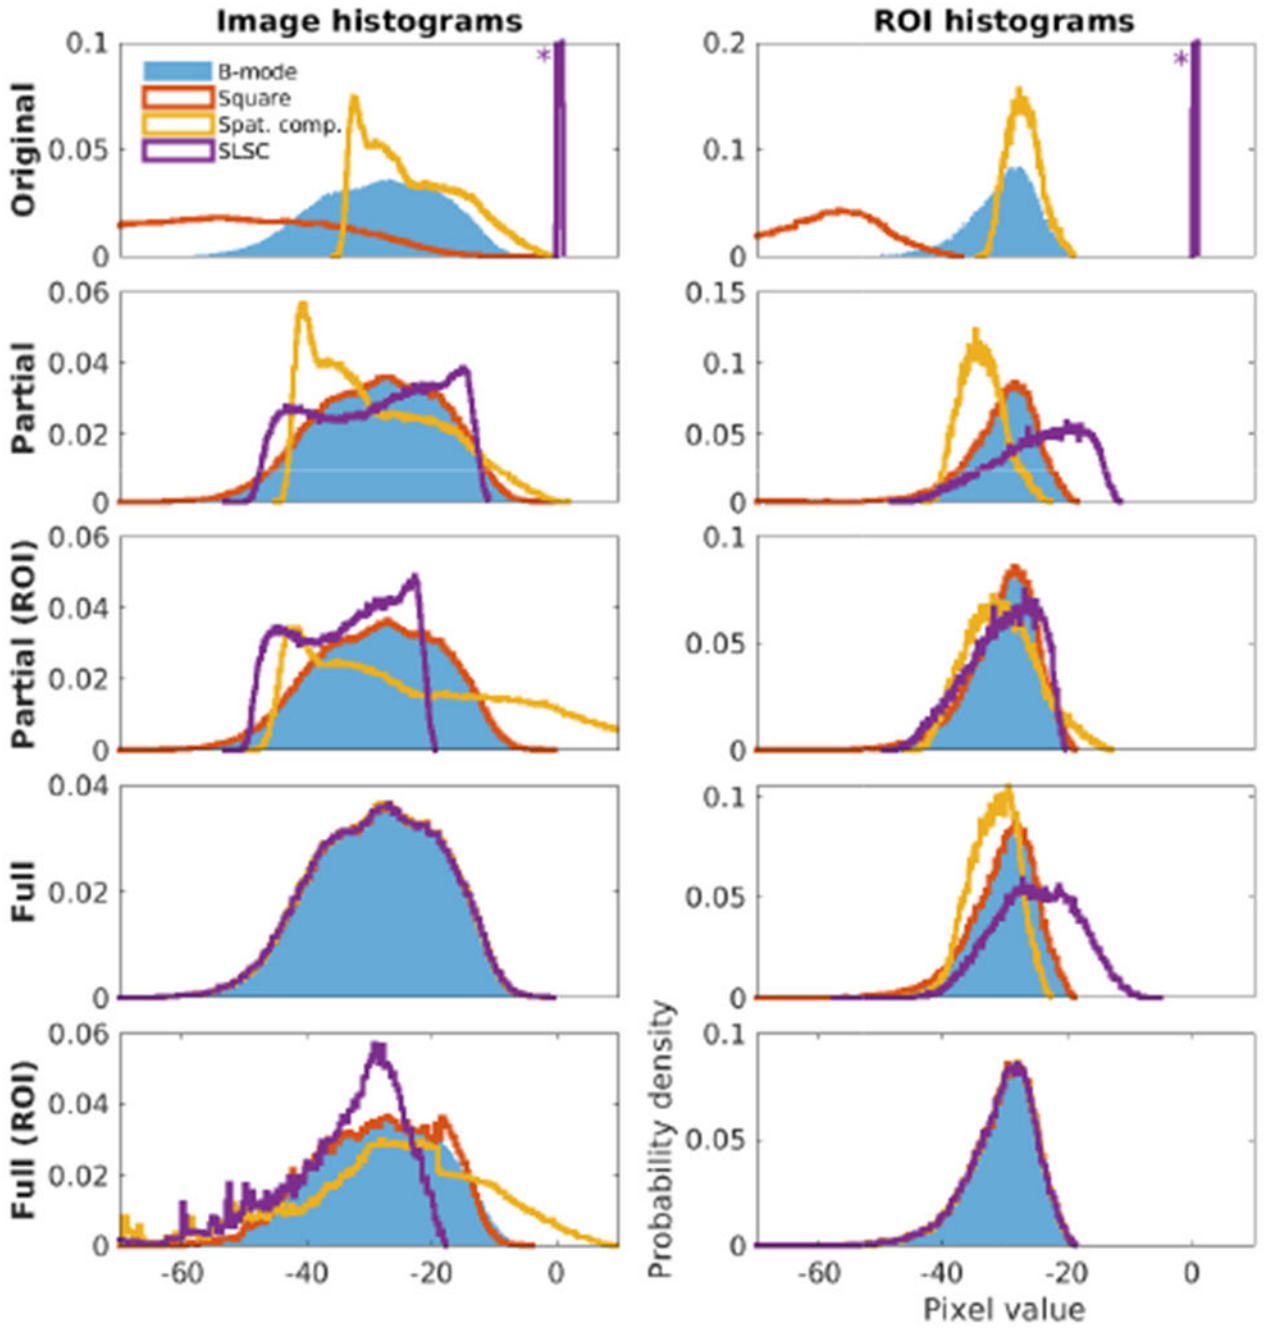 Image histograms
ROI histograms
Original
0.1
0.05
0
*
B-mode
Square
Spat. comp.
SLSC
0.2
0.1
0
*
Partial
0.06
0.04
0.02
0
0.15
0.1
0.05
0
Partial (ROI)
0.06
0.04
0.02
0
0.1
0.05
0
Full
0.04
0.02
0
0.1
0.05
0
Full (ROI)
0.06
0.04
0.02
0
-60 -40 -20 0
Probability density
0.1
0.05
0
-60 -40 -20 0
Pixel value